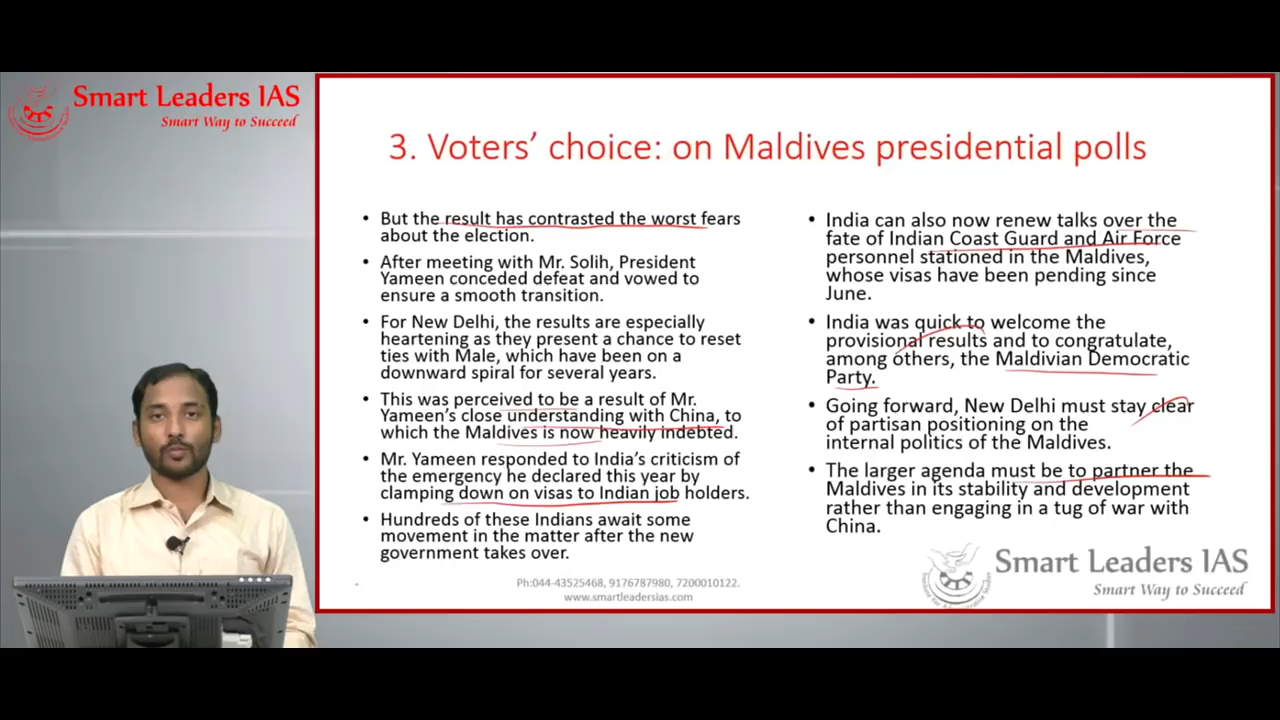 Smart Leaders IAS
Smart Way to Succeed
3. Voters’ choice: on Maldives presidential polls
• But the result has contrasted the worst fears
about the election.
• After meeting with Mr. Solih, President
Yameen conceded defeat and vowed to
ensure a smooth transition.
• For New Delhi, the results are especially
heartening as they present a chance to reset
ties with Male, which have been on a
downward spiral for several years.
• This was perceived to be a result of Mr.
Yameen’s close understanding with China, to
which the Maldives is now heavily indebted.
• Mr. Yameen responded to India’s criticism of
the emergency he declared this year by
clamping down on visas to Indian job holders.
• Hundreds of these Indians await some
movement in the matter after the new
government takes over.
• India can also now renew talks over the
fate of Indian Coast Guard and Air Force
personnel stationed in the Maldives,
whose visas have been pending since
June.
• India was quick to welcome the
provisional results and to congratulate,
among others, the Maldivian Democratic
Party.
• Going forward, New Delhi must stay clear
of partisan positioning on the
internal politics of the Maldives.
• The larger agenda must be to partner the
Maldives in its stability and development
rather than engaging in a tug of war with
China.
Ph:044-43525468, 9176787980, 7200010122.
www.smartleadersias.com
Smart Leaders IAS
Smart Way to Succeed